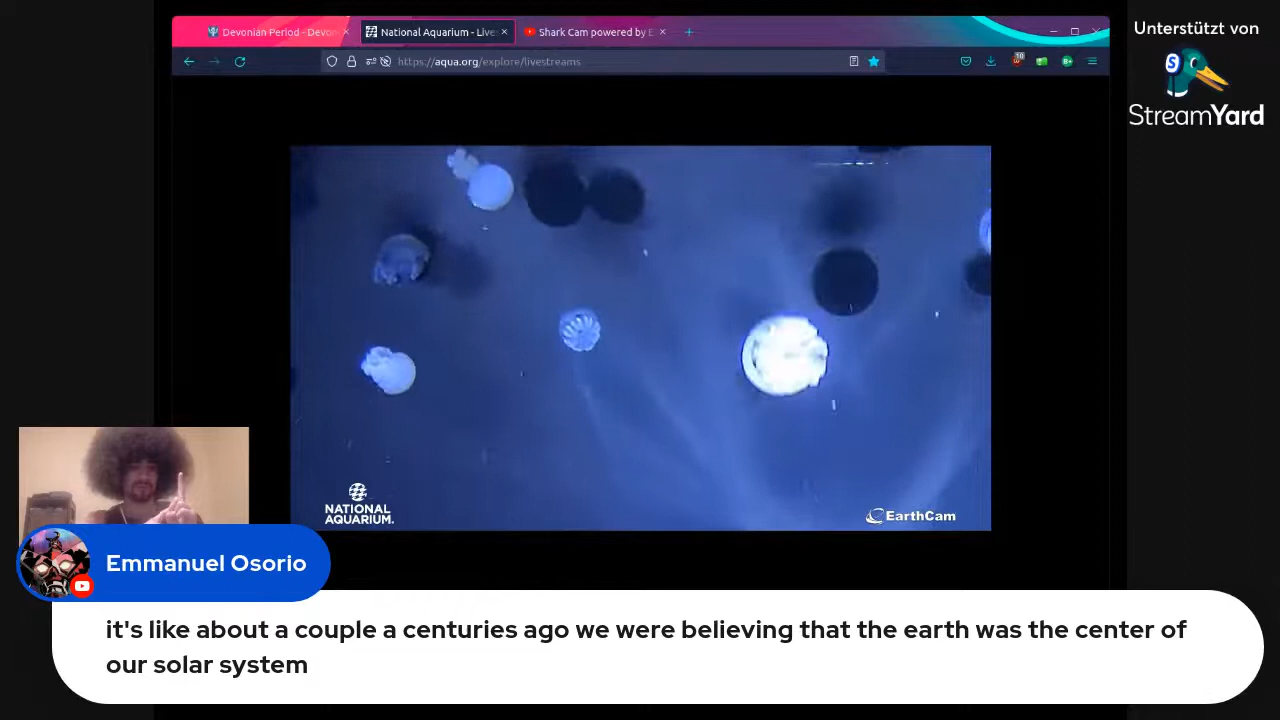 Devonian Period - Devon
National Aquarium - Live
Shark Cam powered by E
Unterstützt von
https://aqua.org/explore/livestreams
10
S
StreamYard
NATIONAL
AQUARIUM.
EarthCam
Emmanuel Osorio
it's like about a couple a centuries ago we were believing that the earth was the center of
our solar system